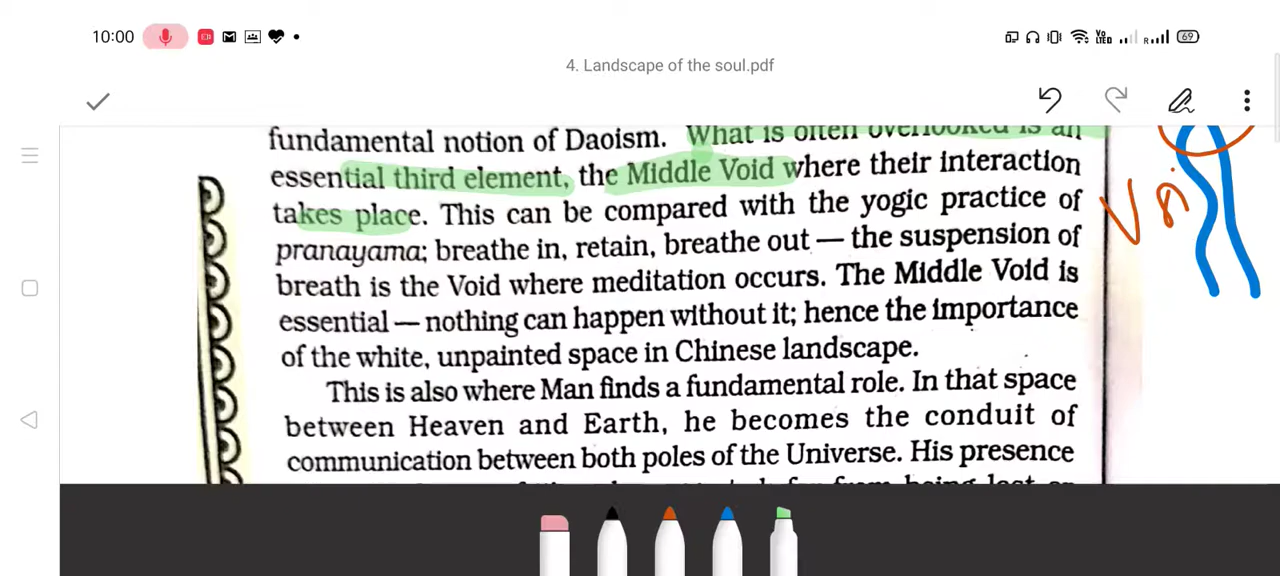 10:00
69
4. Landscape of the soul.pdf
fundamental notion of Daoism. What is often overlooked is an
essential third element, the Middle Void where their interaction
takes place. This can be compared with the yogic practice of
pranayama; breathe in, retain, breathe out — the suspension of
breath is the Void where meditation occurs. The Middle Void is
essential — nothing can happen without it; hence the importance
of the white, unpainted space in Chinese landscape.
This is also where Man finds a fundamental role. In that space
between Heaven and Earth, he becomes the conduit of
communication between both poles of the Universe. His presence